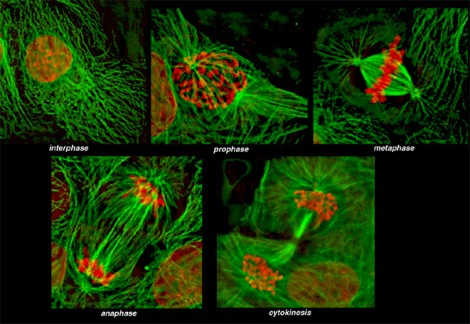 interphase
prophase
metaphase
anaphase
cytokinesis